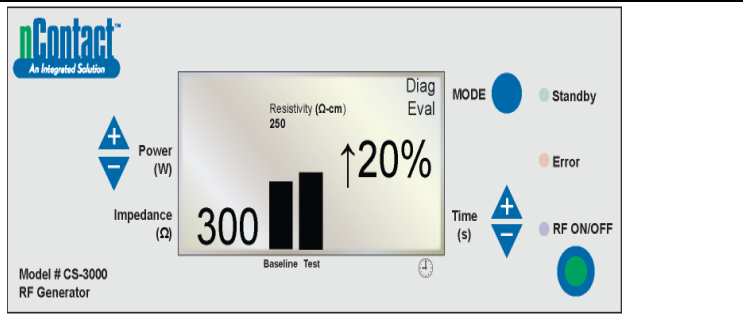 nContact™
An Integrated Solution
Diag
Eval
Resistivity (Ω-cm)
250
↑20%
MODE
Standby
+
−
Power
(W)
Error
Impedance
(Ω)
300
Time
(s)
+
−
RF ON/OFF
Baseline Test
Model # CS-3000
RF Generator